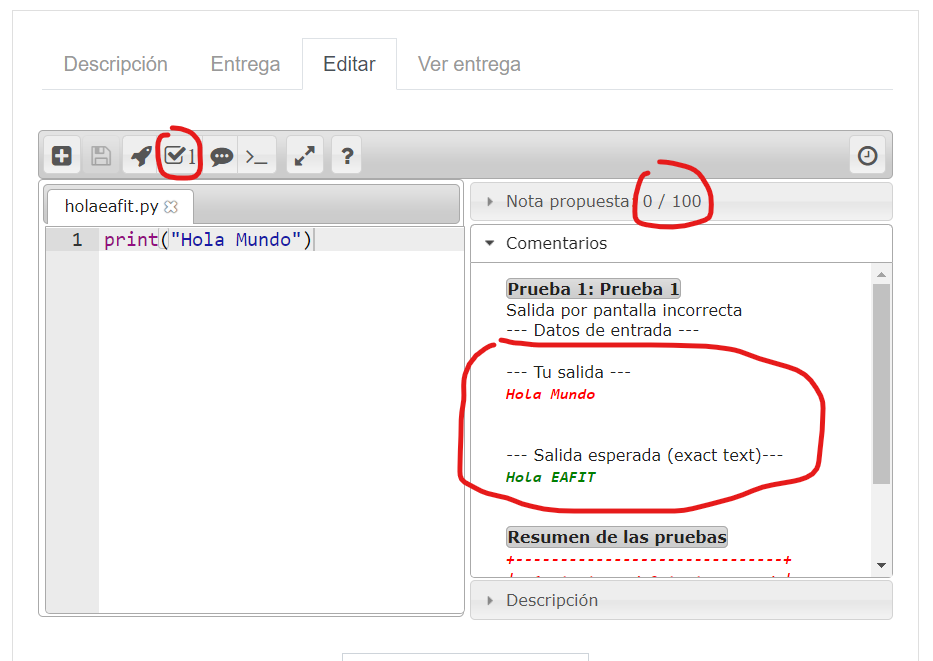 Descripción Entrega Editar Ver entrega
1
?
holaeafit.py
1 print("Hola Mundo")
Nota propuesta: 0 / 100
Comentarios
Prueba 1: Prueba 1
Salida por pantalla incorrecta
--- Datos de entrada ---
--- Tu salida ---
Hola Mundo
--- Salida esperada (exact text)---
Hola EAFIT
Resumen de las pruebas
+------------------------------+
Descripción